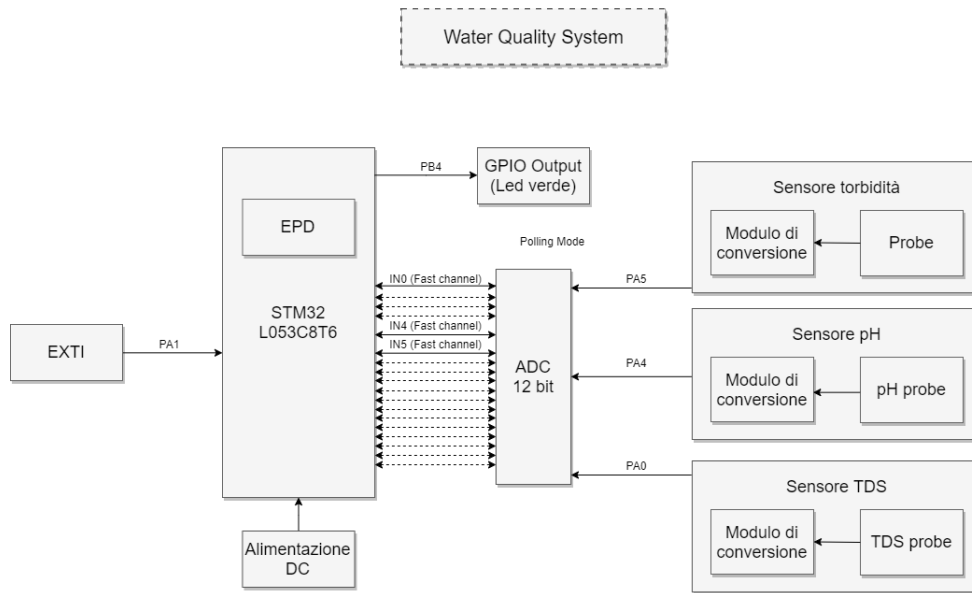 Water Quality System
PB4
GPIO Output
(Led verde)
EPD
STM32
L053C8T6
EXTI
PA1
Alimentazione
DC
Polling Mode
IN0 (Fast channel)
IN4 (Fast channel)
IN5 (Fast channel)
ADC
12 bit
PA5
Sensore torbidità
Modulo di
conversione
Probe
PA4
Sensore pH
Modulo di
conversione
pH probe
PA0
Sensore TDS
Modulo di
conversione
TDS probe